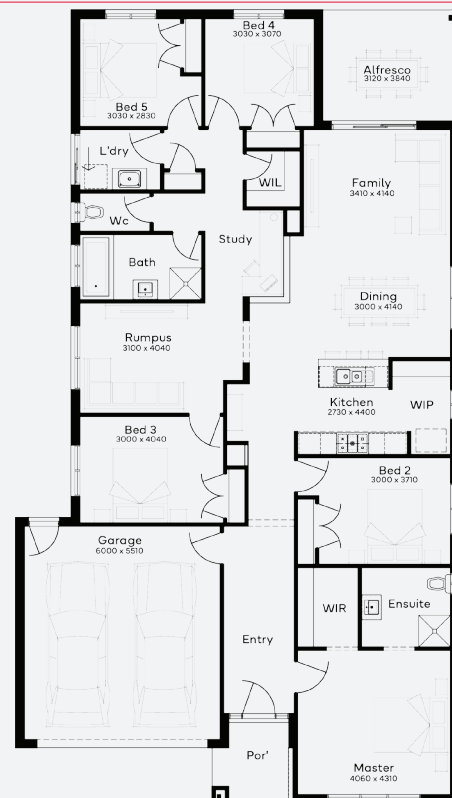 Bed 4
3030 x 3070
Bed 5
3030 x 2830
Alfresco
3120 x 3840
L'dry
WIL
Family
3410 x 4140
Wc
Study
Bath
Dining
3000 x 4140
Rumpus
3100 x 4040
Kitchen
2730 x 4400
WIP
Bed 3
3000 x 4040
Bed 2
3000 x 3710
Garage
6000 x 5510
WIR
Ensuite
Entry
Por'
Master
4060 x 4310